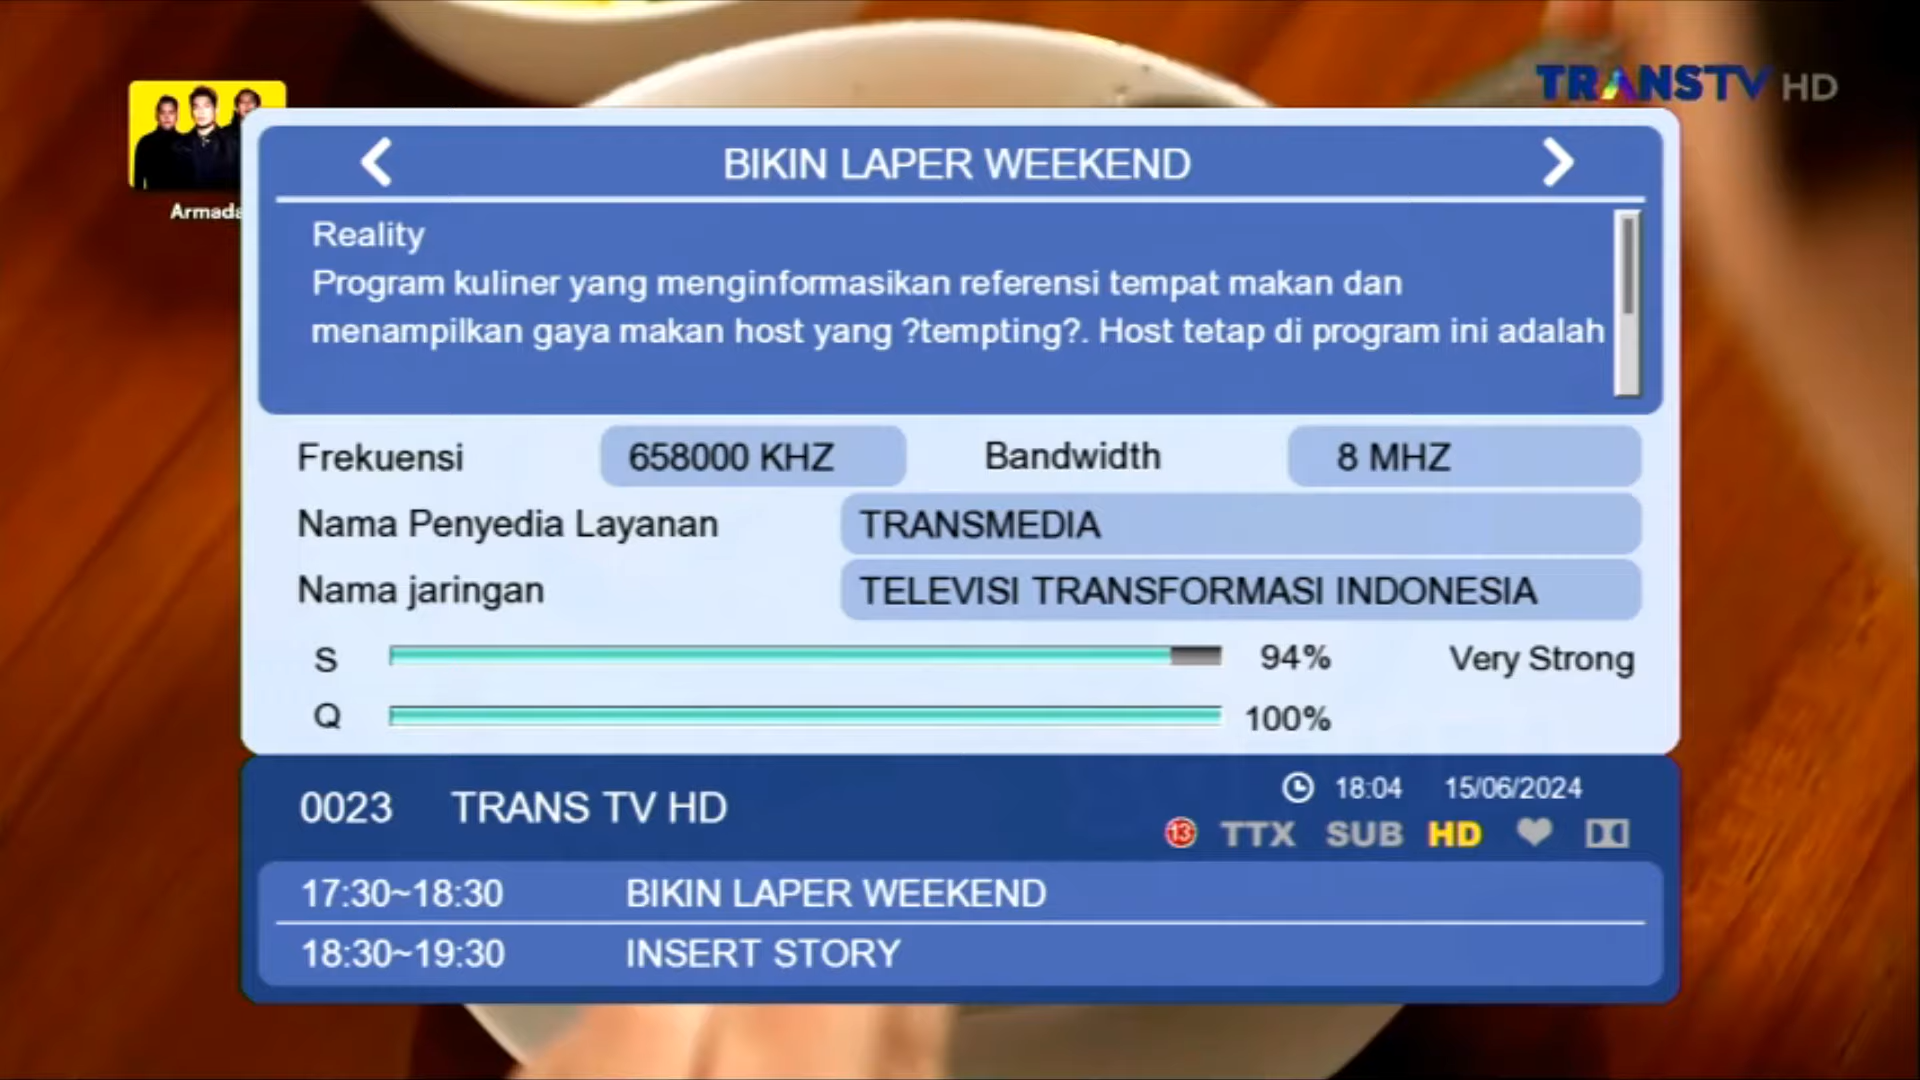 TRANSTV HD
Armada
BIKIN LAPER WEEKEND
Reality
Program kuliner yang menginformasikan referensi tempat makan dan
menampilkan gaya makan host yang ?tempting?. Host tetap di program ini adalah
Frekuensi 658000 KHZ Bandwidth 8 MHZ
Nama Penyedia Layanan TRANSMEDIA
Nama jaringan TELEVISI TRANSFORMASI INDONESIA
S 94% Very Strong
Q 100%
0023 TRANS TV HD 18:04 15/06/2024
13 TTX SUB HD
17:30~18:30 BIKIN LAPER WEEKEND
18:30~19:30 INSERT STORY